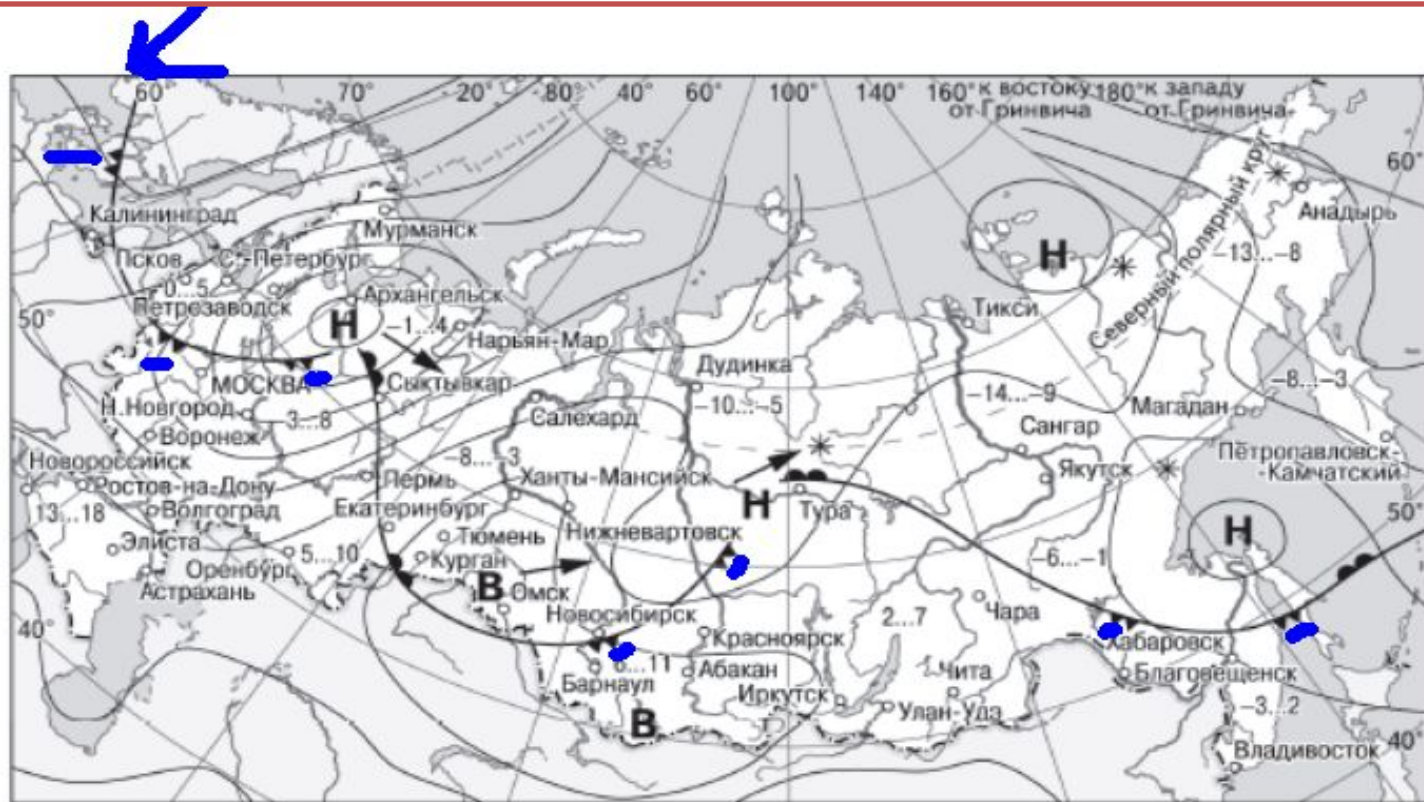 60° 70° 20° 80° 40° 60° 100° 140° 160° к востоку 180° к западу
от Гринвича от Гринвича
60°
Северный полярный круг
Калининград
Мурманск
Анадырь
Псков С.-Петербург
Н
-13...-8
0...5
Архангельск
Петрозаводск
Тикси
50°
Н
-1...4
Нарьян-Мар
Дудинка
МОСКВА
Сыктывкар
-8...-3
-10...-5
-14...-9
Н.Новгород
Салехард
Магадан
3...8
Сангар
Воронеж
Петропавловск-
-Камчатский
Новороссийск
-8... 3
Якутск
Пермь
Ханты-Мансийск
Ростов-на-Дону
13...18
Волгоград
Екатеринбург
Н
Тура
50°
Элиста
Тюмень
Нижневартовск
Н
Оренбург
5...10
Курган
-6...-1
Астрахань
В
Омск
Чара
Новосибирск
2...7
40°
Красноярск
Хабаровск
...11
Абакан
Чита
Благовещенск
Барнаул
Иркутск
Улан-Удэ
-3...2
В
40°
Владивосток